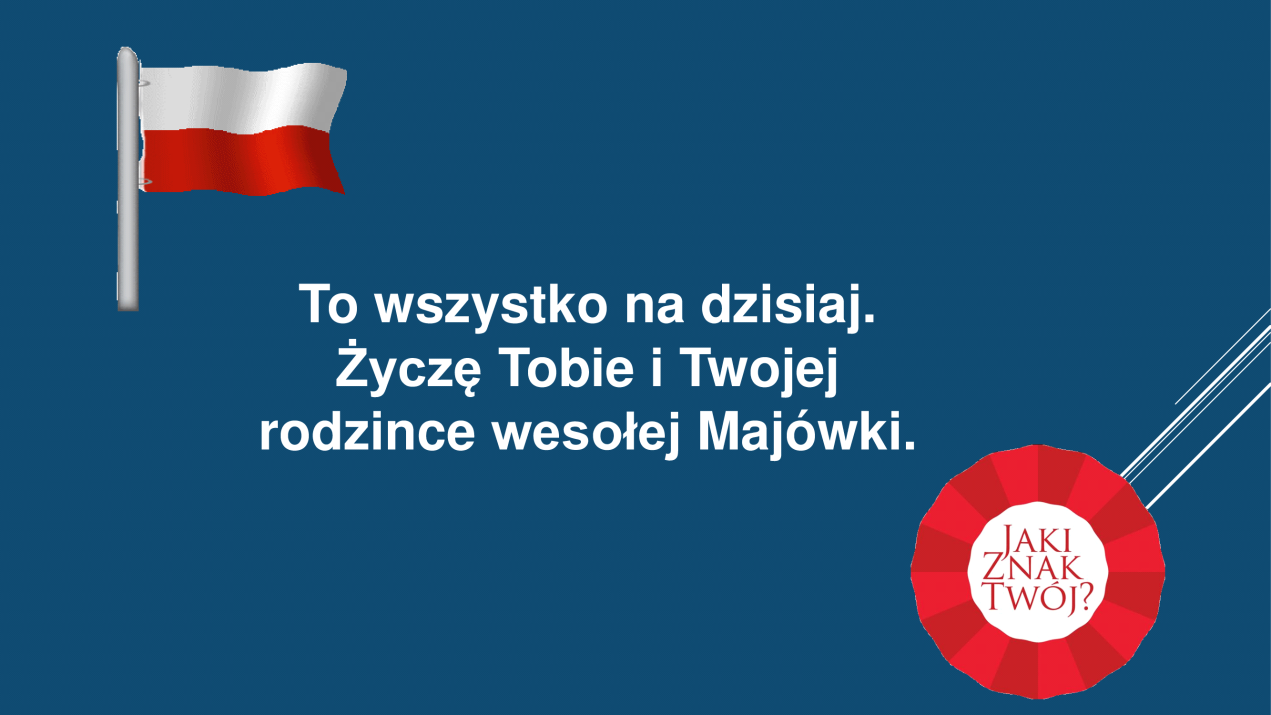 To wszystko na dzisiaj.
Życzę Tobie i Twojej
rodzince wesołej Majówki.
JAKI
ZNAK
TWÓJ?